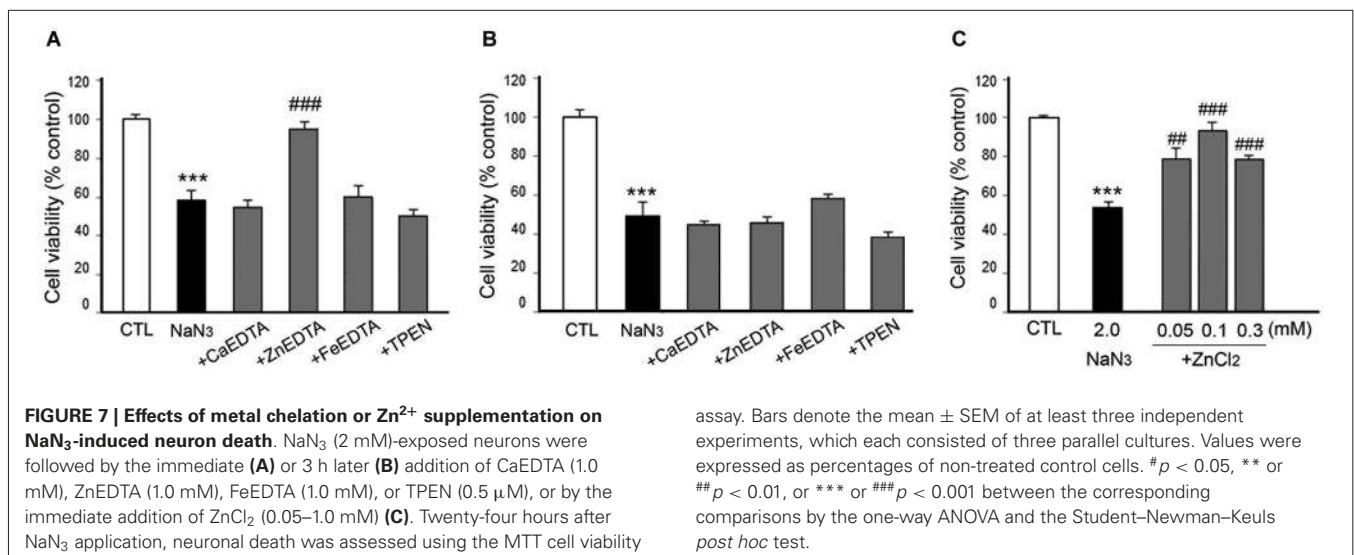 A
B
C
Cell viability (% control)
120
100
80
60
40
20
0
***
###
CTL
NaN₃
+CaEDTA
+ZnEDTA
+FeEDTA
+TPEN
Cell viability (% control)
120
100
80
60
40
20
0
***
CTL
NaN₃
+CaEDTA
+ZnEDTA
+FeEDTA
+TPEN
Cell viability (% control)
120
100
80
60
40
20
0
***
##
###
###
CTL
2.0
0.05 0.1 0.3 (mM)
NaN₃
+ZnCl₂
FIGURE 7 | Effects of metal chelation or Zn²⁺ supplementation on
NaN₃-induced neuron death. NaN₃ (2 mM)-exposed neurons were
followed by the immediate (A) or 3 h later (B) addition of CaEDTA (1.0
mM), ZnEDTA (1.0 mM), FeEDTA (1.0 mM), or TPEN (0.5 μM), or by the
immediate addition of ZnCl₂ (0.05–1.0 mM) (C). Twenty-four hours after
NaN₃ application, neuronal death was assessed using the MTT cell viability
assay. Bars denote the mean ± SEM of at least three independent
experiments, which each consisted of three parallel cultures. Values were
expressed as percentages of non-treated control cells. #p < 0.05, ** or
##p < 0.01, or *** or ###p < 0.001 between the corresponding
comparisons by the one-way ANOVA and the Student–Newman–Keuls
post hoc test.